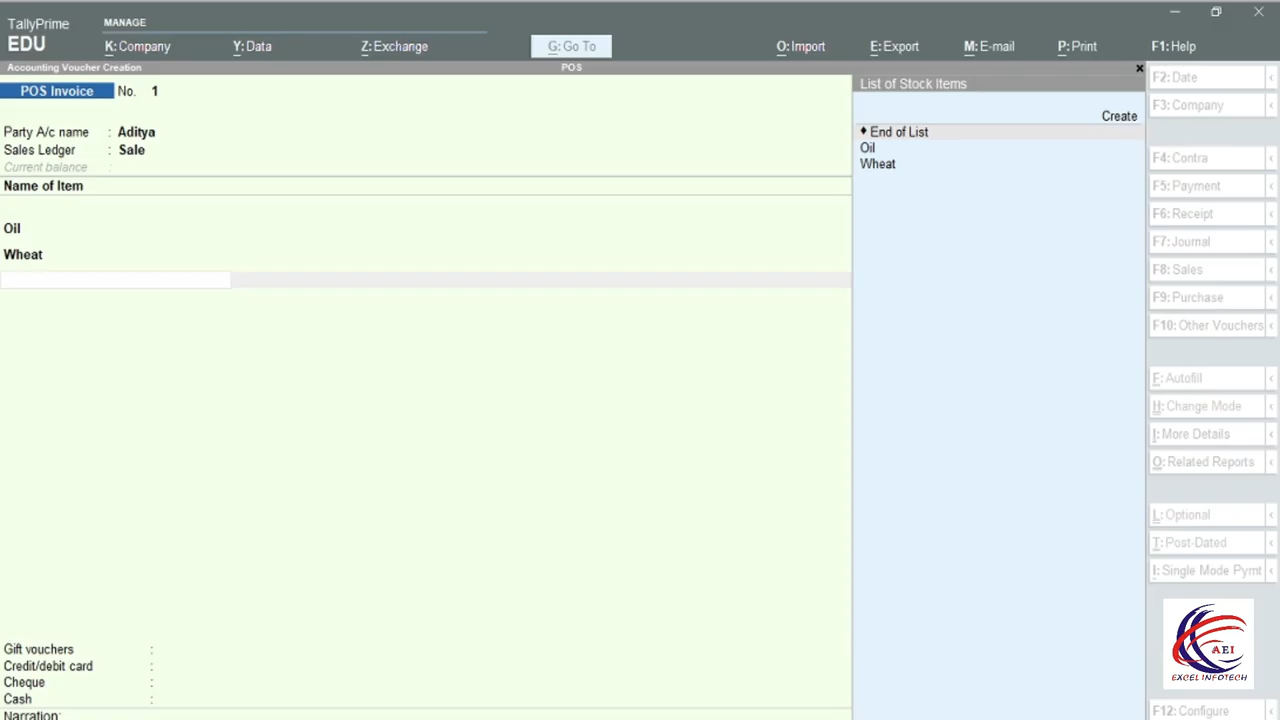 TallyPrime
EDU
MANAGE
K: Company
Y: Data
Z: Exchange
G: Go To
O: Import
E: Export
M: E-mail
P: Print
F1: Help
Accounting Voucher Creation
POS
POS Invoice No. 1
Party A/c name : Aditya
Sales Ledger : Sale
Current balance :
Name of Item
Oil
Wheat
Gift vouchers :
Credit/debit card :
Cheque :
Cash :
Narration:
List of Stock Items
Create
♦ End of List
Oil
Wheat
F2: Date
F3: Company
F4: Contra
F5: Payment
F6: Receipt
F7: Journal
F8: Sales
F9: Purchase
F10: Other Vouchers
F: Autofill
H: Change Mode
I: More Details
O: Related Reports
L: Optional
T: Post-Dated
I: Single Mode Pymt
AEI
EXCEL INFOTECH
F12: Configure